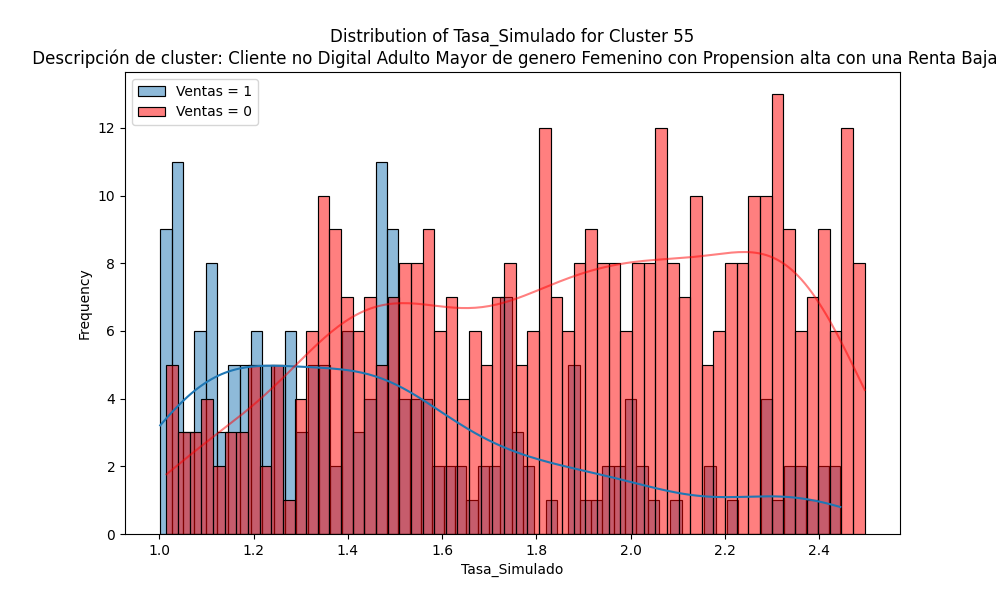 Distribution of Tasa_Simulado for Cluster 55
Descripción de cluster: Cliente no Digital Adulto Mayor de genero Femenino con Propension alta con una Renta Baja
Ventas = 1
Ventas = 0
Frequency
12
10
8
6
4
2
0
1.0 1.2 1.4 1.6 1.8 2.0 2.2 2.4
Tasa_Simulado